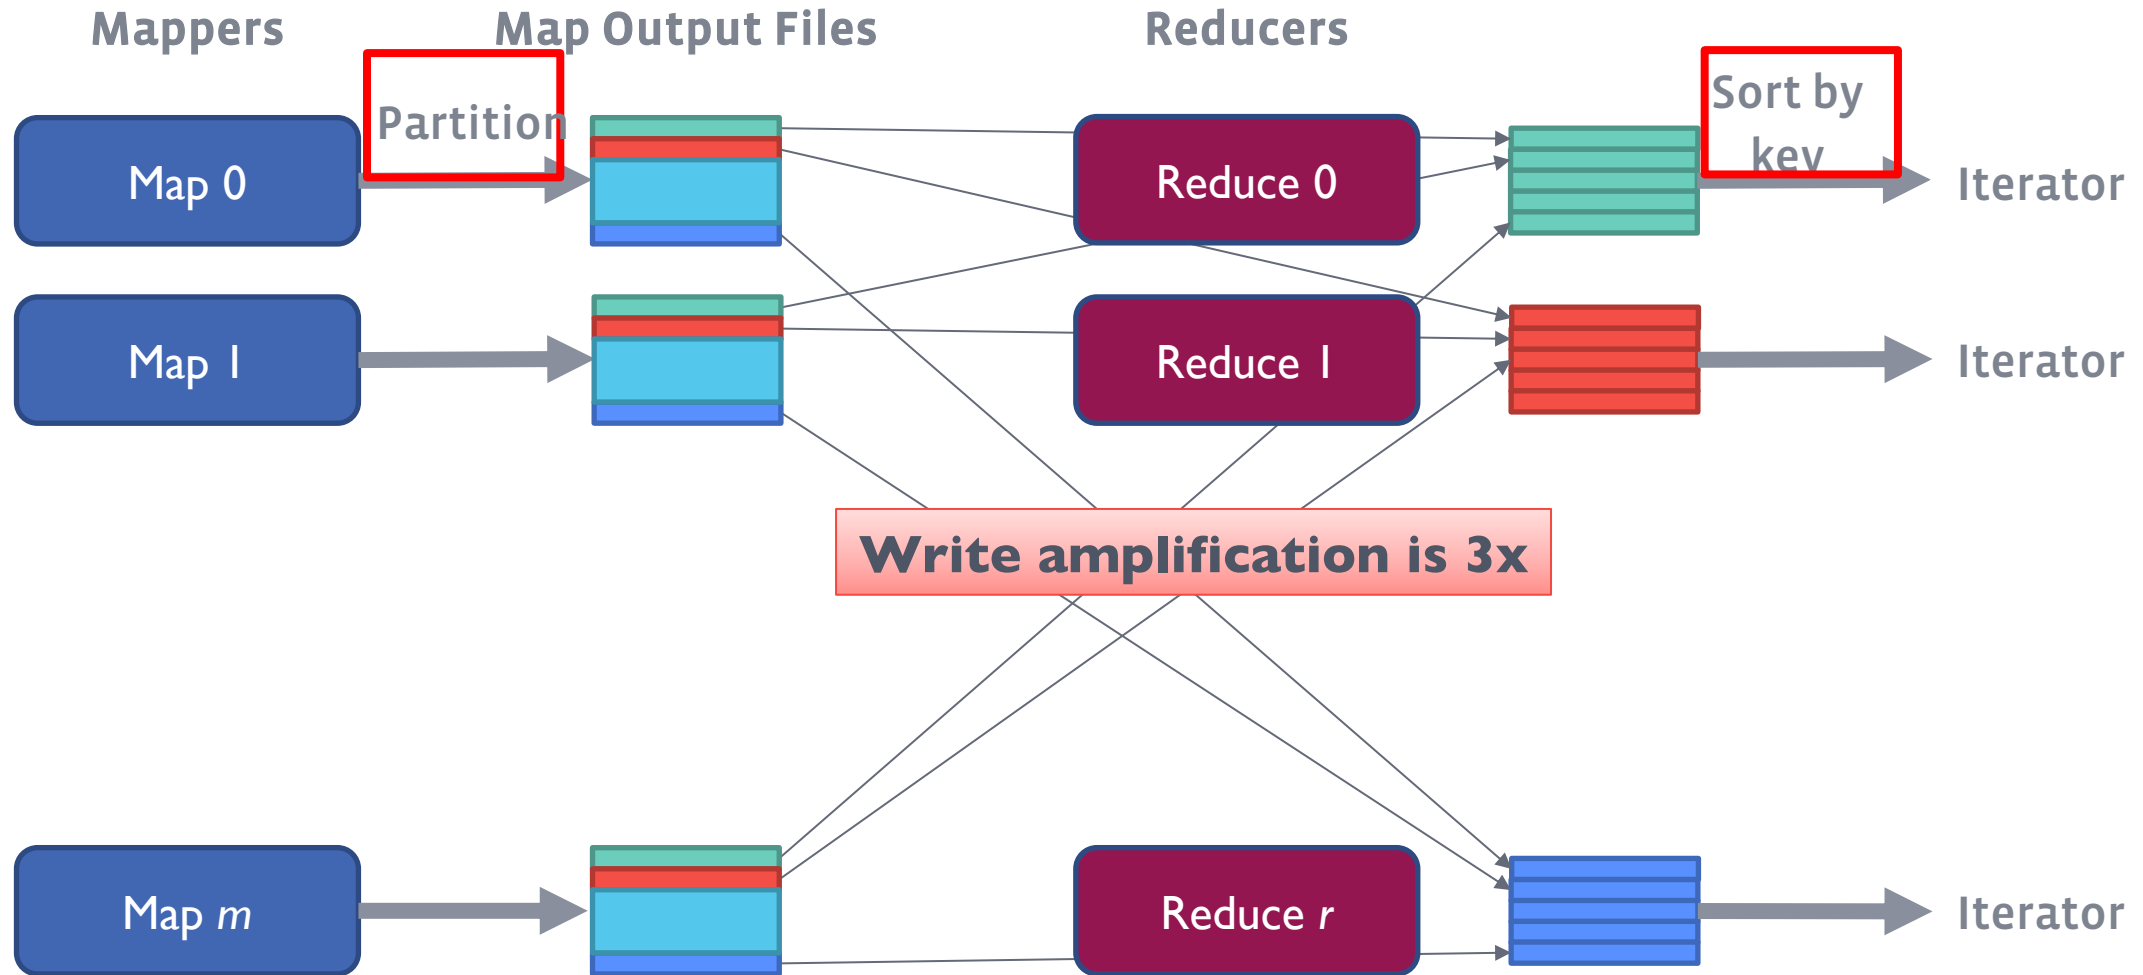 Mappers
Map Output Files
Reducers
Partition
Sort by
key
Map 0
Reduce 0
Iterator
Map 1
Reduce 1
Iterator
Write amplification is 3x
Map m
Reduce r
Iterator